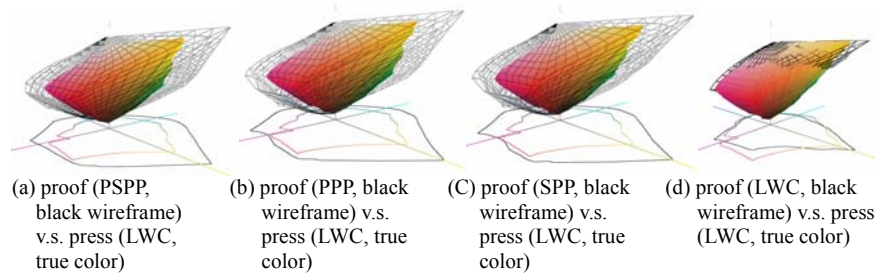 (a) proof (PSPP, black wireframe) v.s. press (LWC, true color)
(b) proof (PPP, black wireframe) v.s. press (LWC, true color)
(C) proof (SPP, black wireframe) v.s. press (LWC, true color)
(d) proof (LWC, black wireframe) v.s. press (LWC, true color)